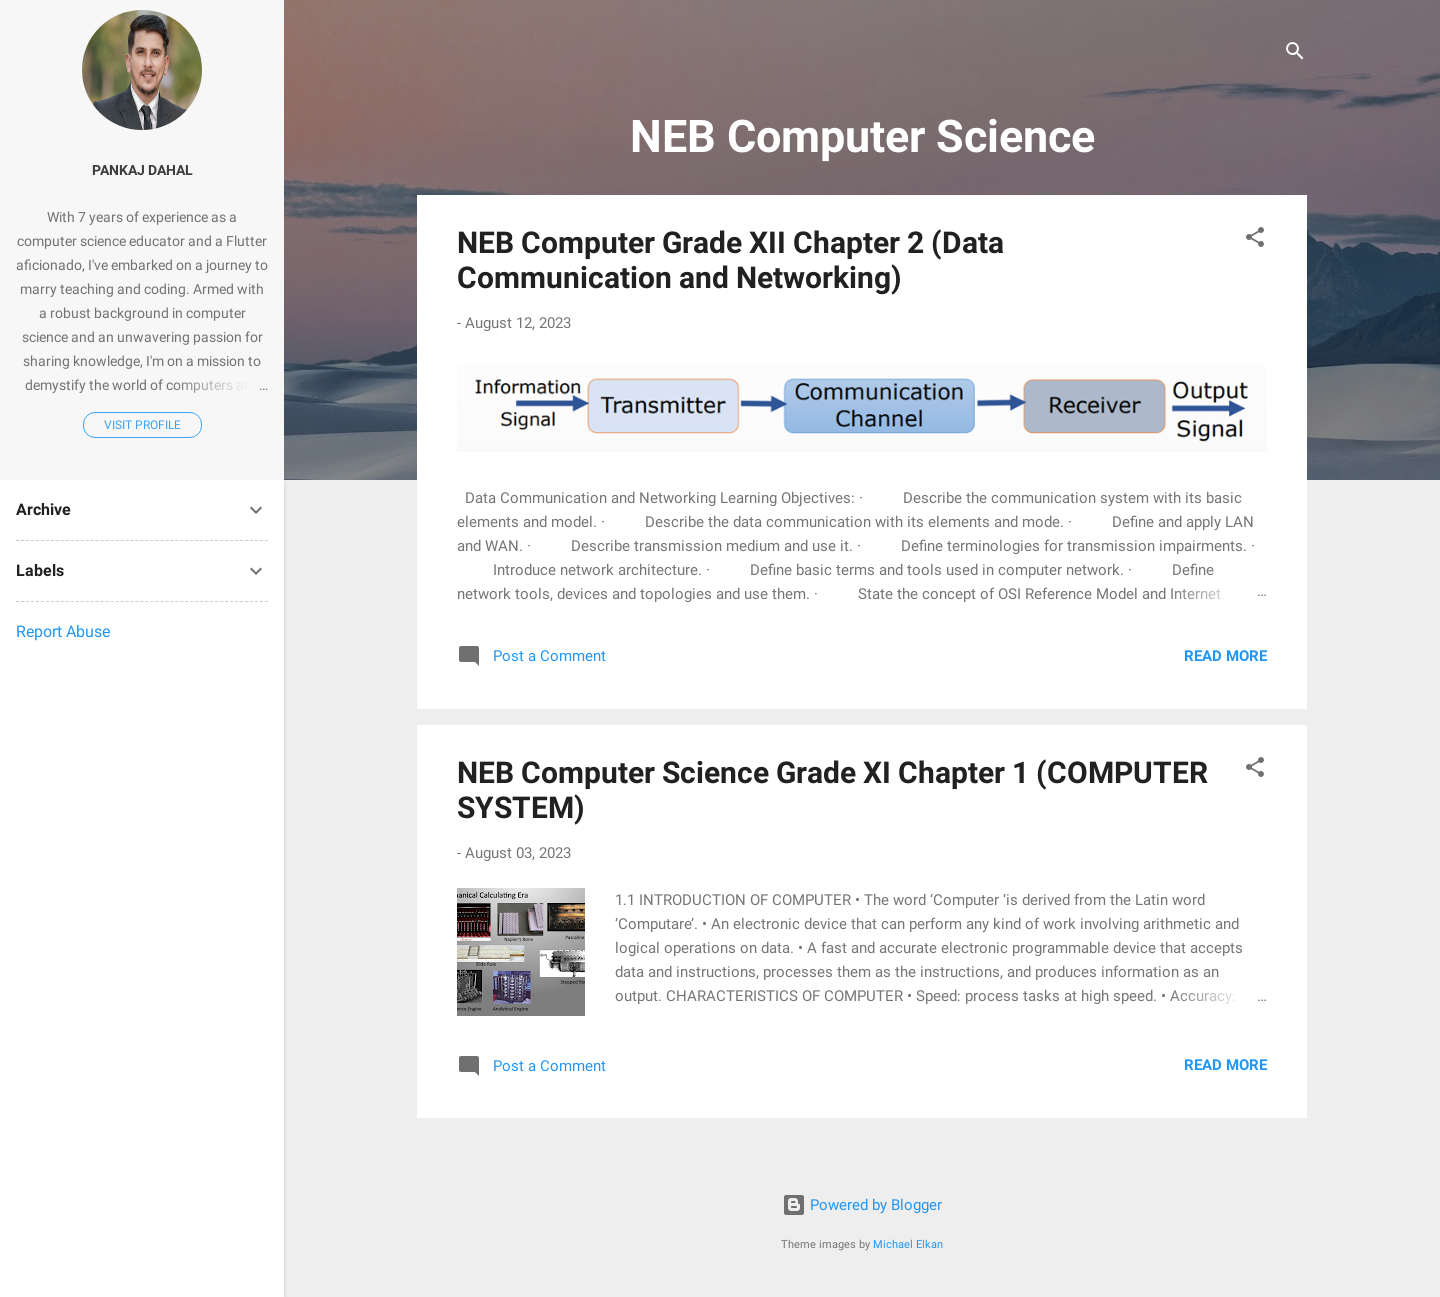 PANKAJ DAHAL
With 7 years of experience as a
computer science educator and a Flutter
aficionado, I've embarked on a journey to
marry teaching and coding. Armed with
a robust background in computer
science and an unwavering passion for
sharing knowledge, I'm on a mission to
demystify the world of computers a …
VISIT PROFILE
Archive
Labels
Report Abuse
NEB Computer Science
NEB Computer Grade XII Chapter 2 (Data
Communication and Networking)
- August 12, 2023
Information
Signal
Transmitter
Communication
Channel
Receiver
Output
Signal
Data Communication and Networking Learning Objectives: · Describe the communication system with its basic
elements and model. · Describe the data communication with its elements and mode. · Define and apply LAN
and WAN. · Describe transmission medium and use it. · Define terminologies for transmission impairments. ·
Introduce network architecture. · Define basic terms and tools used in computer network. · Define
network tools, devices and topologies and use them. · State the concept of OSI Reference Model and Internet …
Post a Comment
READ MORE
NEB Computer Science Grade XI Chapter 1 (COMPUTER
SYSTEM)
- August 03, 2023
anical Calculating Era
Napier's Bone
Pascaline
Slide Rule
Stepped Rec
ence Engine
Analytical Engine
1.1 INTRODUCTION OF COMPUTER • The word ‘Computer ‘is derived from the Latin word
‘Computare’. • An electronic device that can perform any kind of work involving arithmetic and
logical operations on data. • A fast and accurate electronic programmable device that accepts
data and instructions, processes them as the instructions, and produces information as an
output. CHARACTERISTICS OF COMPUTER • Speed: process tasks at high speed. • Accuracy: …
Post a Comment
READ MORE
Powered by Blogger
Theme images by Michael Elkan